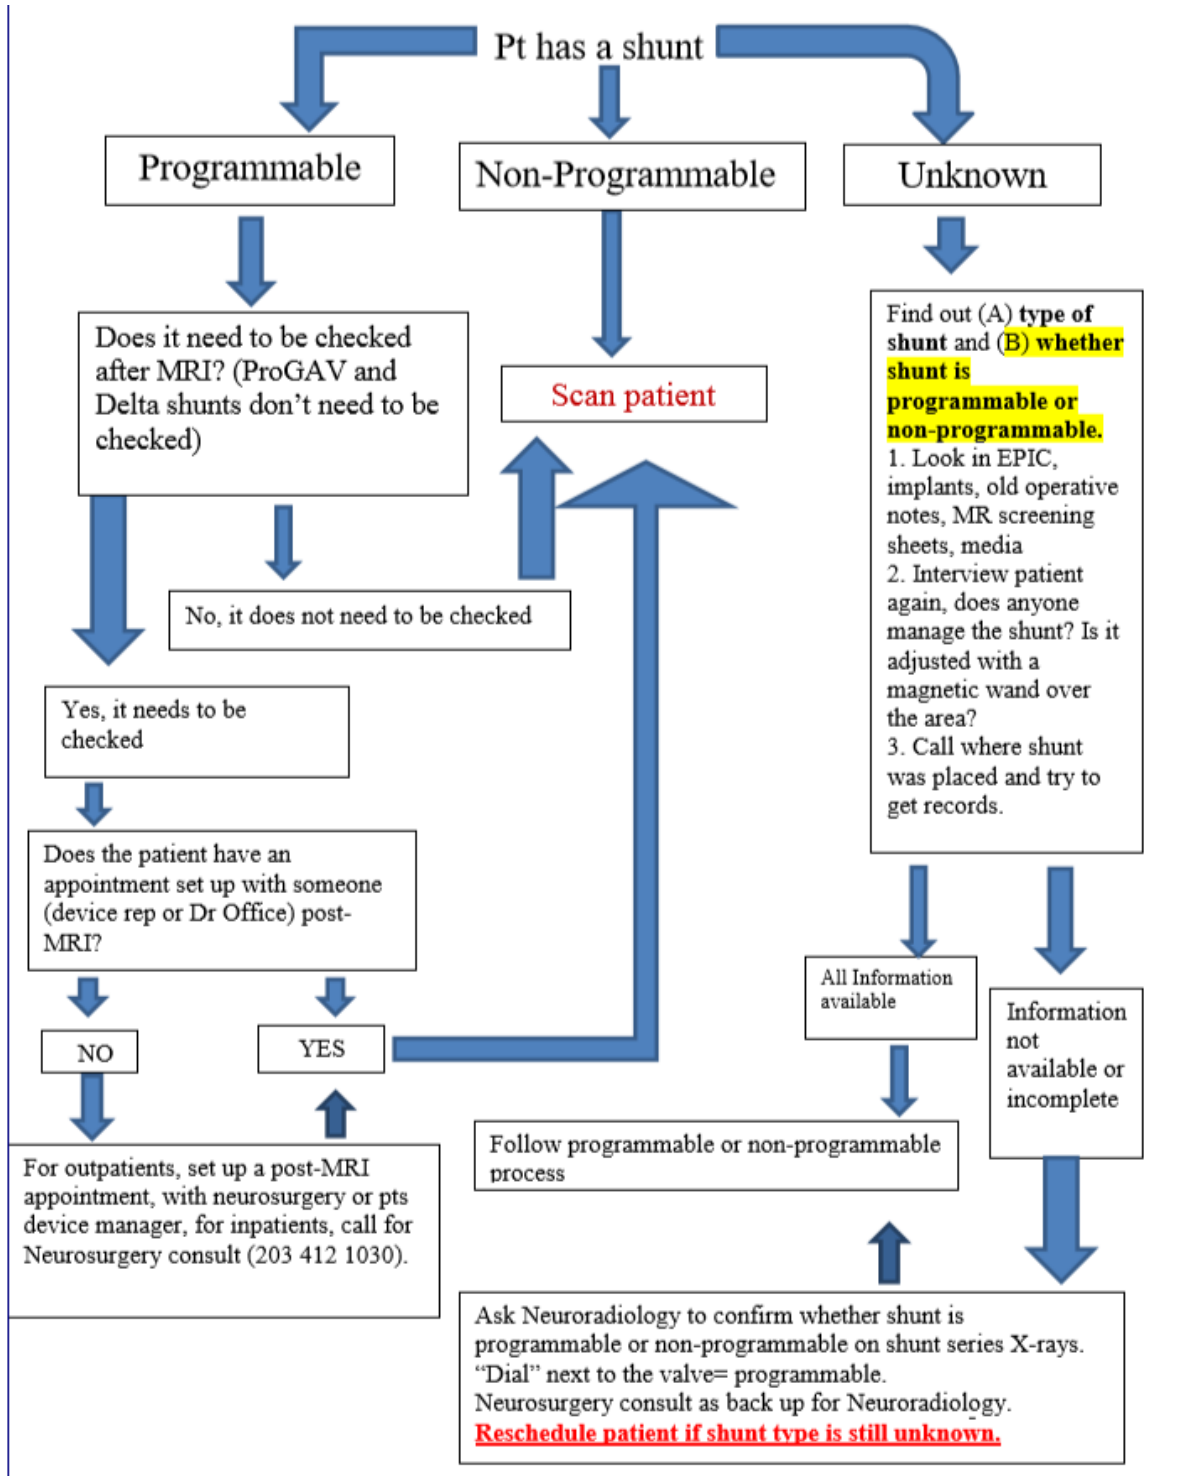 Pt has a shunt
Programmable
Non-Programmable
Unknown
Does it need to be checked
after MRI? (ProGAV and
Delta shunts don’t need to be
checked)
Scan patient
No, it does not need to be checked
Yes, it needs to be
checked
Does the patient have an
appointment set up with someone
(device rep or Dr Office) post-
MRI?
NO
YES
For outpatients, set up a post-MRI
appointment, with neurosurgery or pts
device manager, for inpatients, call for
Neurosurgery consult (203 412 1030).
Find out (A) type of
shunt and (B) whether
shunt is
programmable or
non-programmable.
1. Look in EPIC,
implants, old operative
notes, MR screening
sheets, media
2. Interview patient
again, does anyone
manage the shunt? Is it
adjusted with a
magnetic wand over
the area?
3. Call where shunt
was placed and try to
get records.
All Information
available
Information
not
available or
incomplete
Follow programmable or non-programmable
process
Ask Neuroradiology to confirm whether shunt is
programmable or non-programmable on shunt series X-rays.
“Dial” next to the valve= programmable.
Neurosurgery consult as back up for Neuroradiology.
Reschedule patient if shunt type is still unknown.